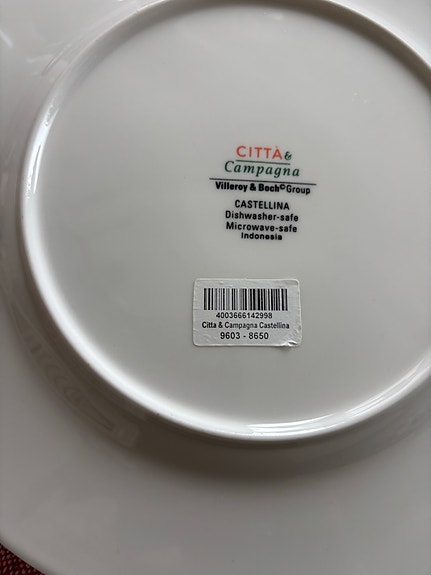 CITTÀ &
Campagna
Villeroy & Boch© Group
CASTELLINA
Dishwasher-safe
Microwave-safe
Indonesia
4003666142998
Citta & Campagna Castellina
9603 - 8650